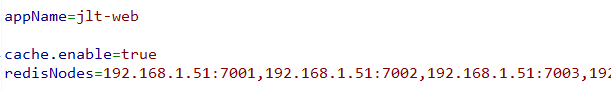 appName=jlt-web
cache.enable=true
redisNodes=192.168.1.51:7001,192.168.1.51:7002,192.168.1.51:7003,192